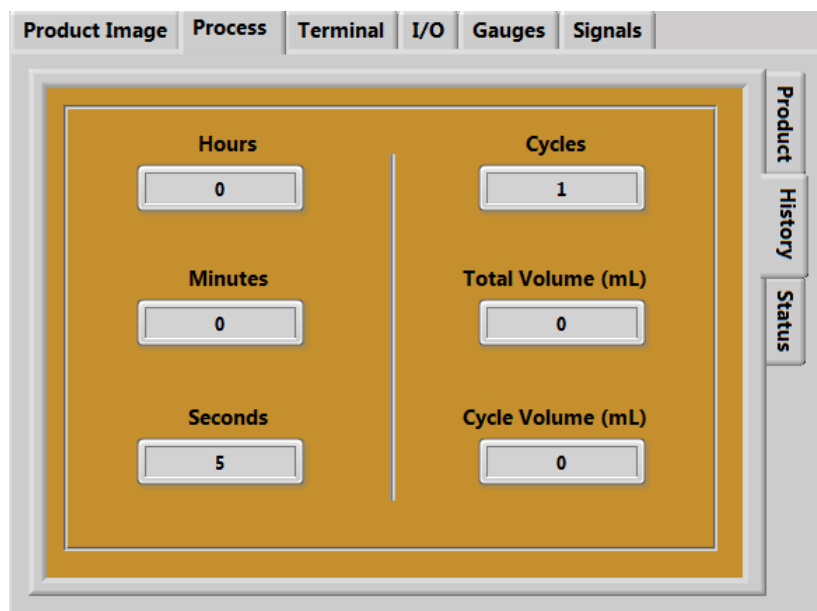 Product Image Process Terminal I/O Gauges Signals
Product
History
Status
Hours
0
Minutes
0
Seconds
5
Cycles
1
Total Volume (mL)
0
Cycle Volume (mL)
0